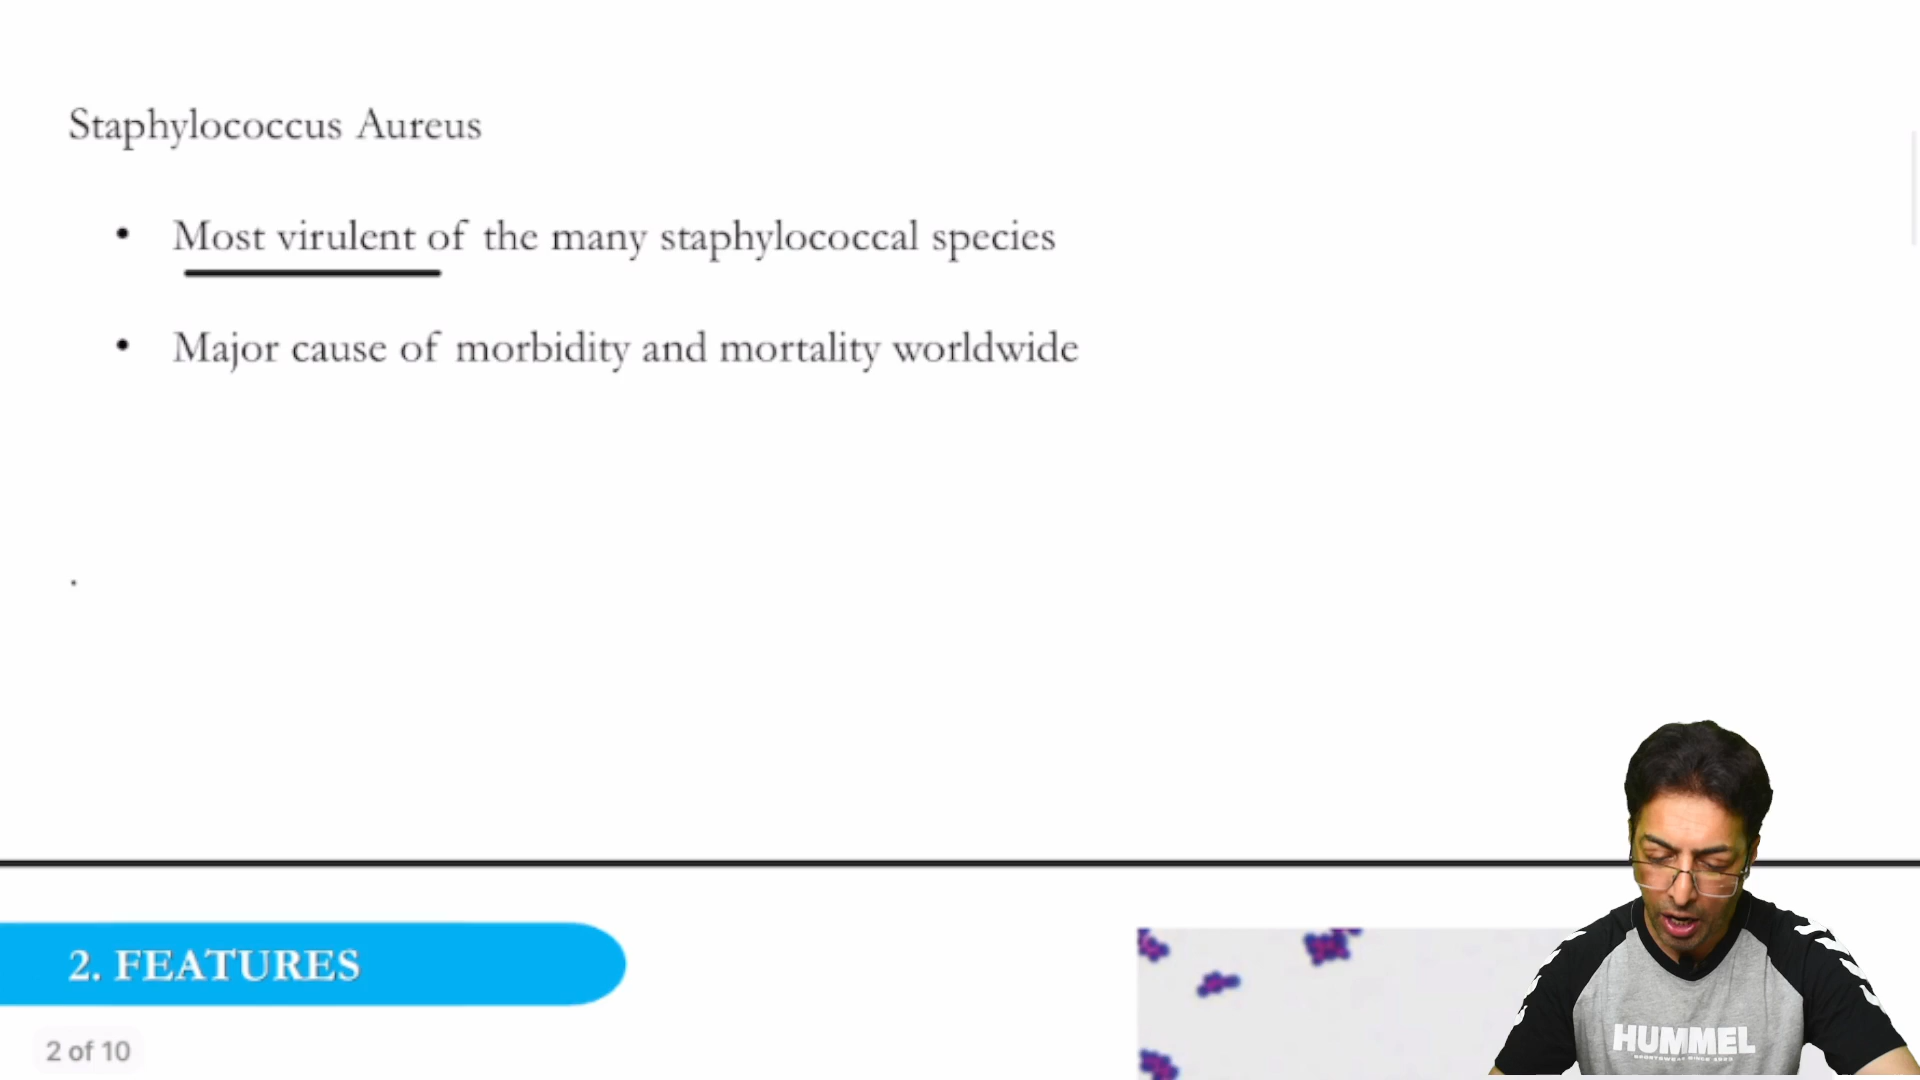 Staphylococcus Aureus
• Most virulent of the many staphylococcal species
• Major cause of morbidity and mortality worldwide
.
2. FEATURES
2 of 10
HUMMEL